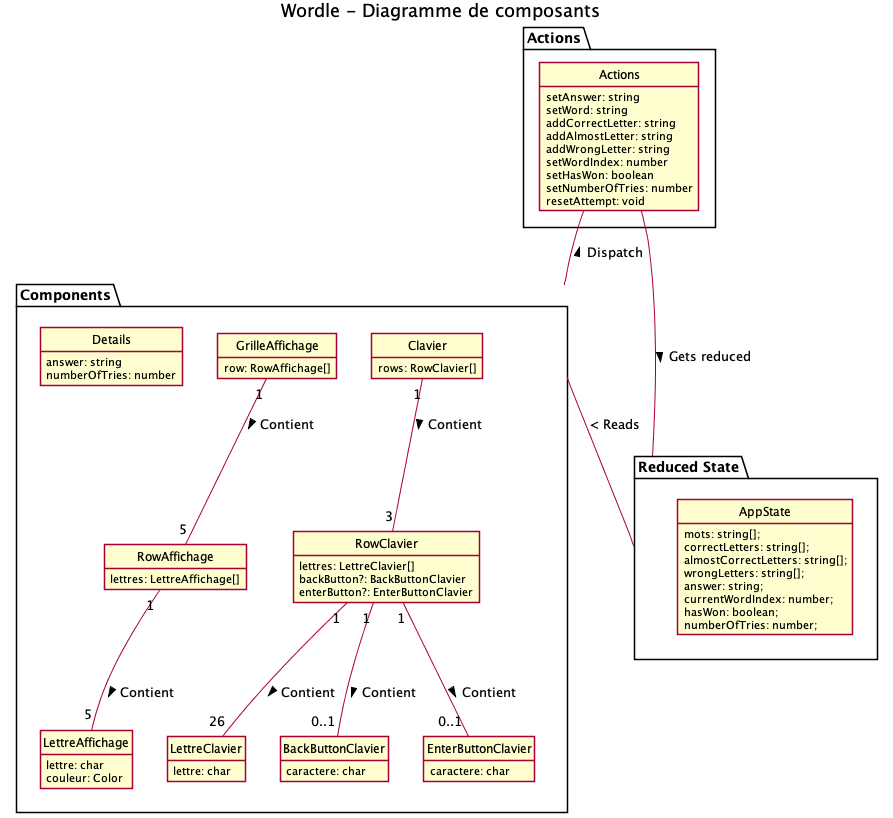 Wordle - Diagramme de composants
Actions
Actions
setAnswer: string
setWord: string
addCorrectLetter: string
addAlmostLetter: string
addWrongLetter: string
setWordIndex: number
setHasWon: boolean
setNumberOfTries: number
resetAttempt: void
Dispatch
Gets reduced
< Reads
Components
Details
answer: string
numberOfTries: number
GrilleAffichage
row: RowAffichage[]
Clavier
rows: RowClavier[]
1
Contient
5
1
Contient
3
RowAffichage
lettres: LettreAffichage[]
RowClavier
lettres: LettreClavier[]
backButton?: BackButtonClavier
enterButton?: EnterButtonClavier
1
Contient
5
1
Contient
26
1
Contient
0..1
1
Contient
0..1
LettreAffichage
lettre: char
couleur: Color
LettreClavier
lettre: char
BackButtonClavier
caractere: char
EnterButtonClavier
caractere: char
Reduced State
AppState
mots: string[];
correctLetters: string[];
almostCorrectLetters: string[];
wrongLetters: string[];
answer: string;
currentWordIndex: number;
hasWon: boolean;
numberOfTries: number;